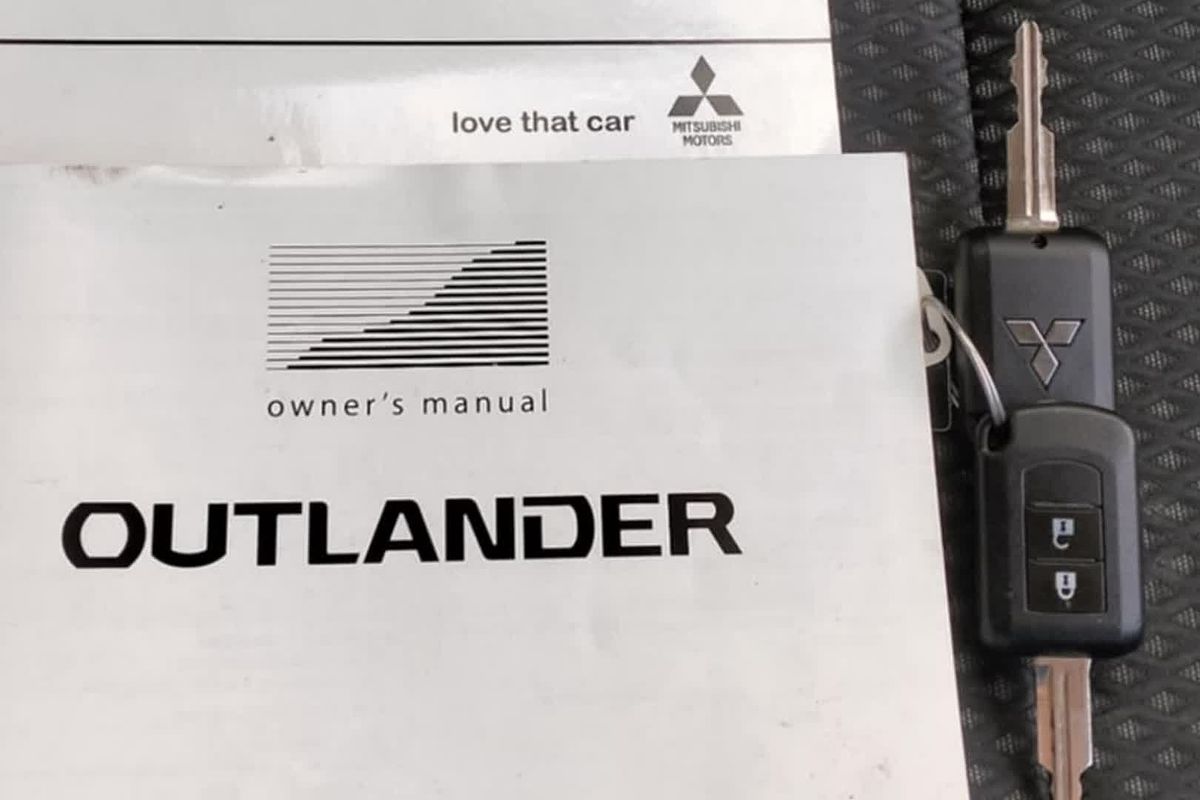 love that car
MITSUBISHI
MOTORS
owner's manual
OUTLANDER